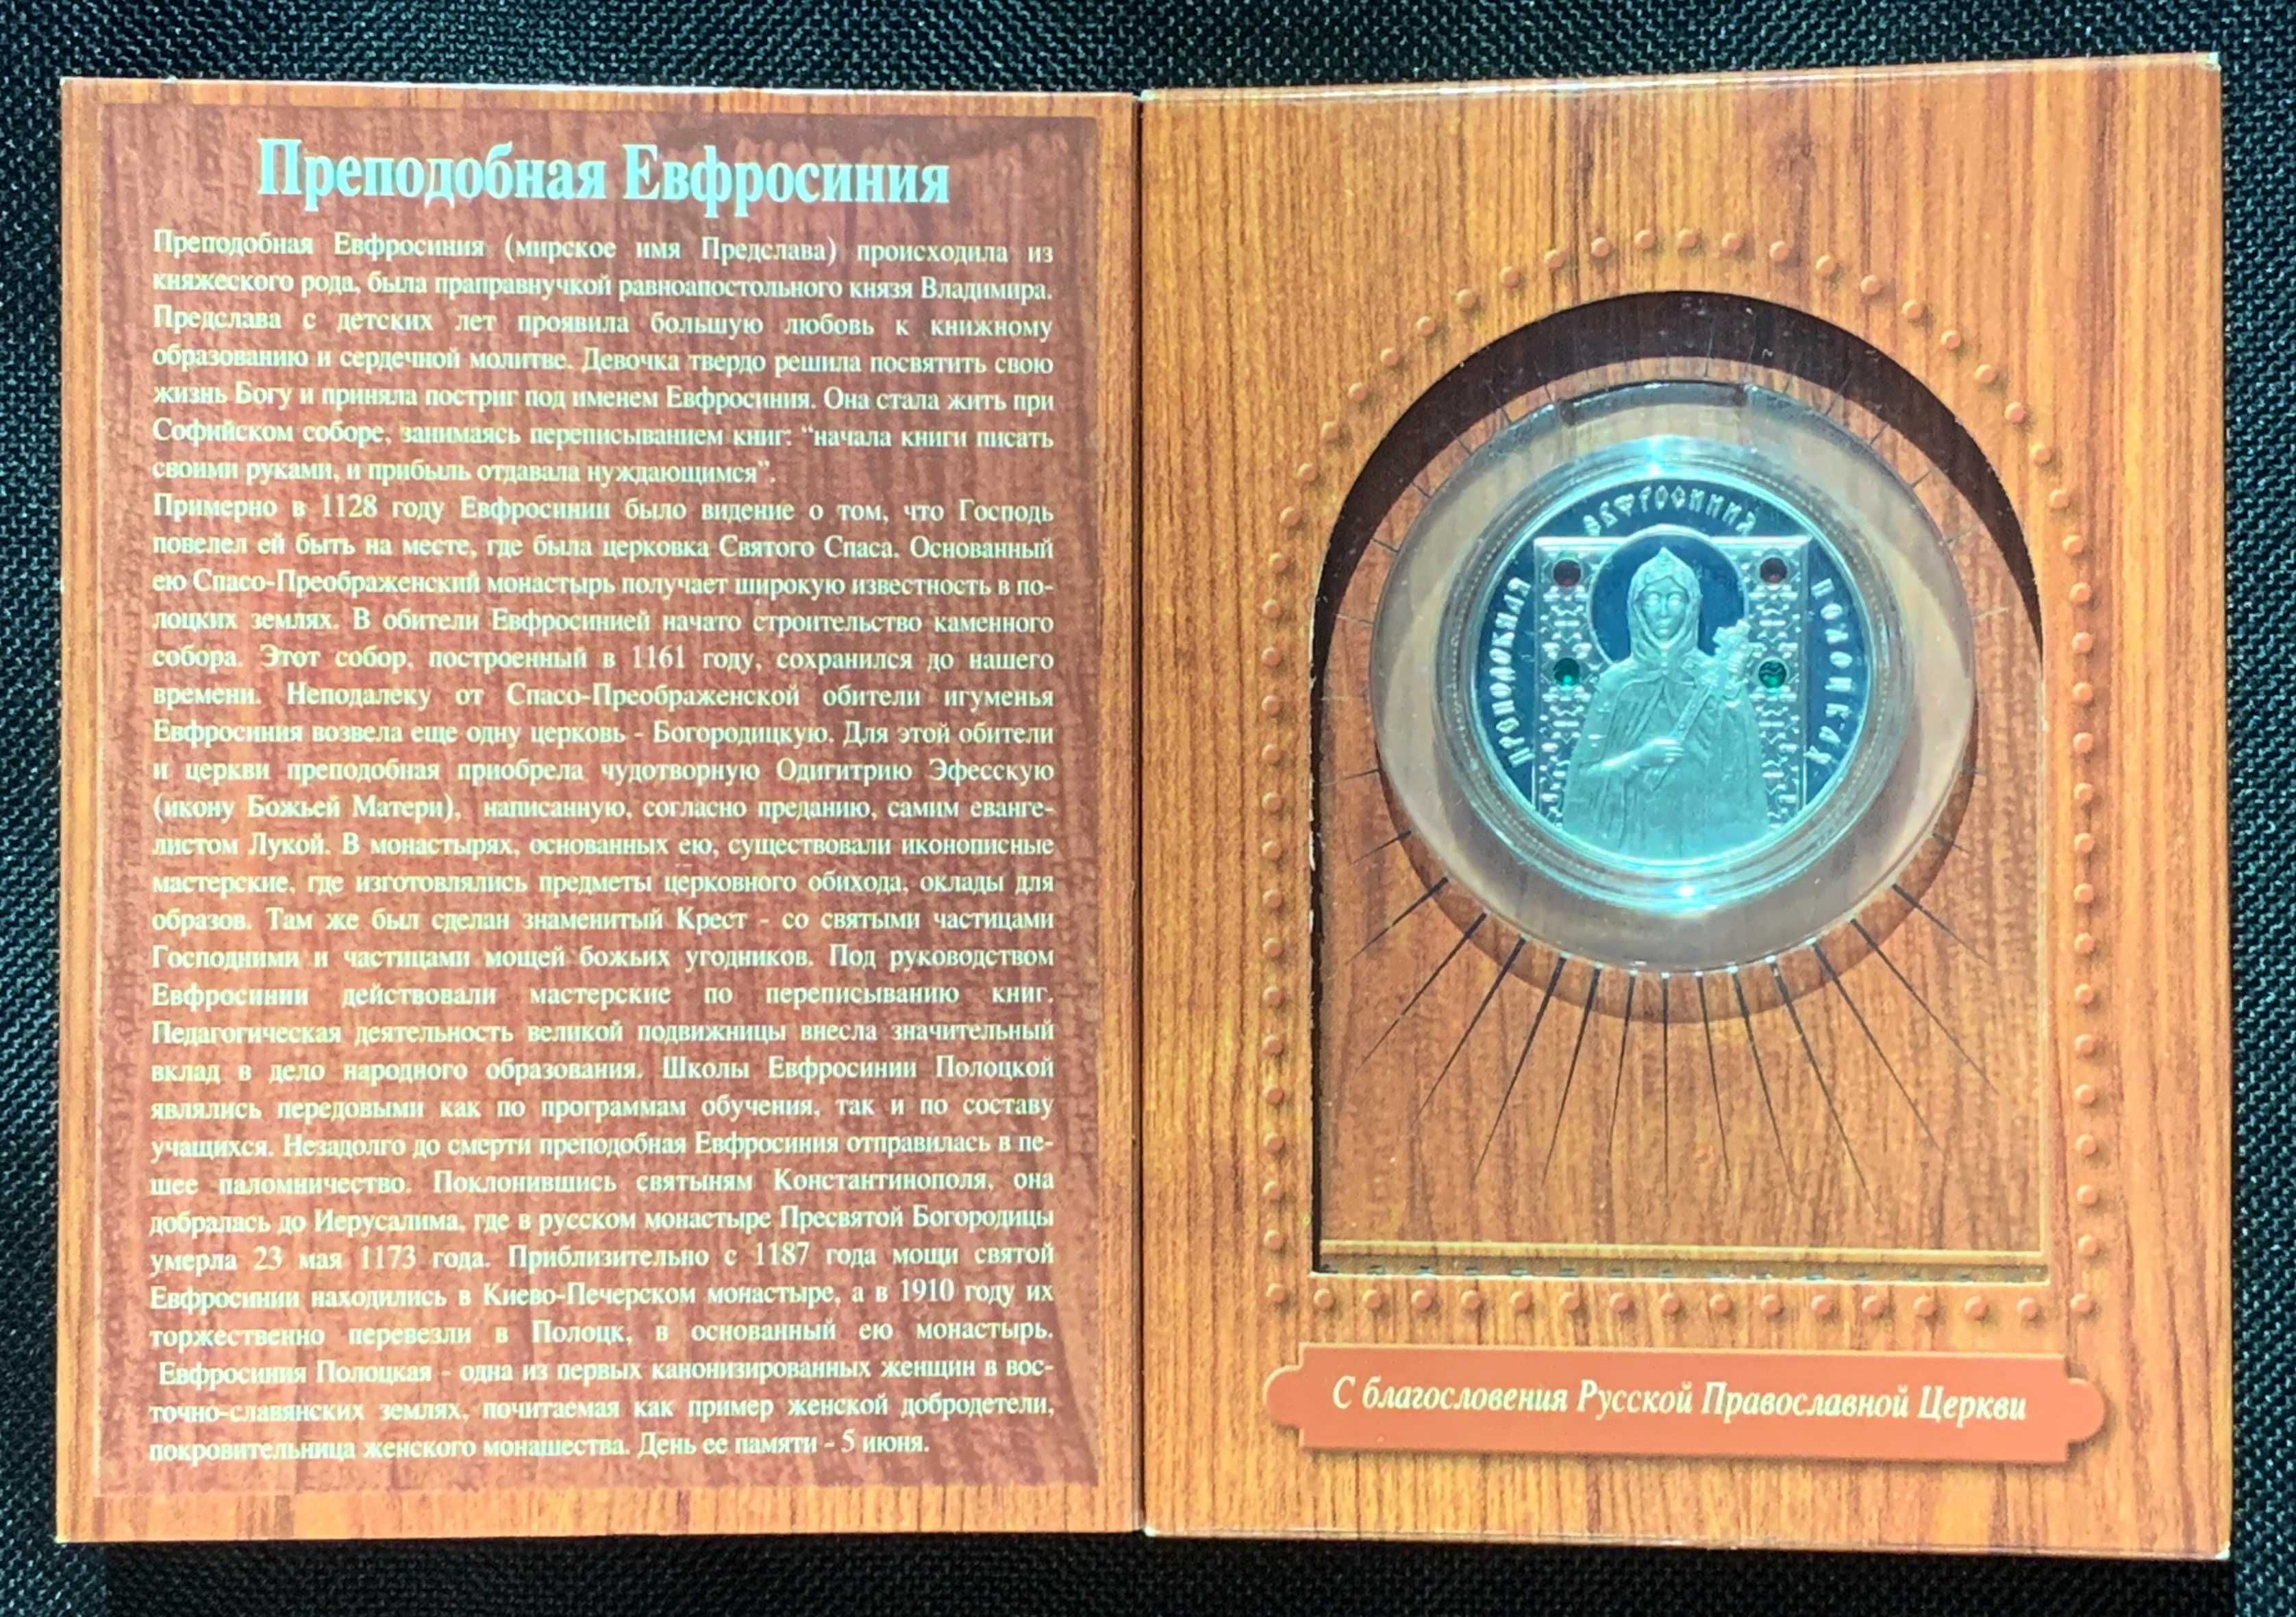 Преподобная Евфросиния
Преподобная Евфросиния (мирское имя Предслава) происходила из
княжеского рода, была праправнучкой равноапостольного князя Владимира.
Предслава с детских лет проявила большую любовь к книжному
образованию и сердечной молитве. Девочка твердо решила посвятить свою
жизнь Богу и приняла постриг под именем Евфросиния. Она стала жить при
Софийском соборе, занимаясь переписыванием книг: “начала книги писать
своими руками, и прибыль отдавала нуждающимся”.
Примерно в 1128 году Евфросинии было видение о том, что Господь
повелел ей быть на месте, где была церковка Святого Спаса. Основанный
ею Спасо-Преображенский монастырь получает широкую известность в по-
лоцких землях. В обители Евфросинией начато строительство каменного
собора. Этот собор, построенный в 1161 году, сохранился до нашего
времени. Неподалеку от Спасо-Преображенской обители игуменья
Евфросиния возвела еще одну церковь - Богородицкую. Для этой обители
и церкви преподобная приобрела чудотворную Одигитрию Эфесскую
(икону Божьей Матери), написанную, согласно преданию, самим еванге-
листом Лукой. В монастырях, основанных ею, существовали иконописные
мастерские, где изготовлялись предметы церковного обихода, оклады для
образов. Там же был сделан знаменитый Крест - со святыми частицами
Господними и частицами мощей божьих угодников. Под руководством
Евфросинии действовали мастерские по переписыванию книг.
Педагогическая деятельность великой подвижницы внесла значительный
вклад в дело народного образования. Школы Евфросинии Полоцкой
являлись передовыми как по программам обучения, так и по составу
учащихся. Незадолго до смерти преподобная Евфросиния отправилась в пе-
шее паломничество. Поклонившись святыням Константинополя, она
добралась до Иерусалима, где в русском монастыре Пресвятой Богородицы
умерла 23 мая 1173 года. Приблизительно с 1187 года мощи святой
Евфросинии находились в Киево-Печерском монастыре, а в 1910 году их
торжественно перевезли в Полоцк, в основанный ею монастырь.
Евфросиния Полоцкая - одна из первых канонизированных женщин в вос-
точно-славянских землях, почитаемая как пример женской добродетели,
покровительница женского монашества. День ее памяти - 5 июня.
ПРЕПОДОБНАЯ
ЕВФРОСИНИЯ
ПОЛОЦКАЯ
С благословения Русской Православной Церкви